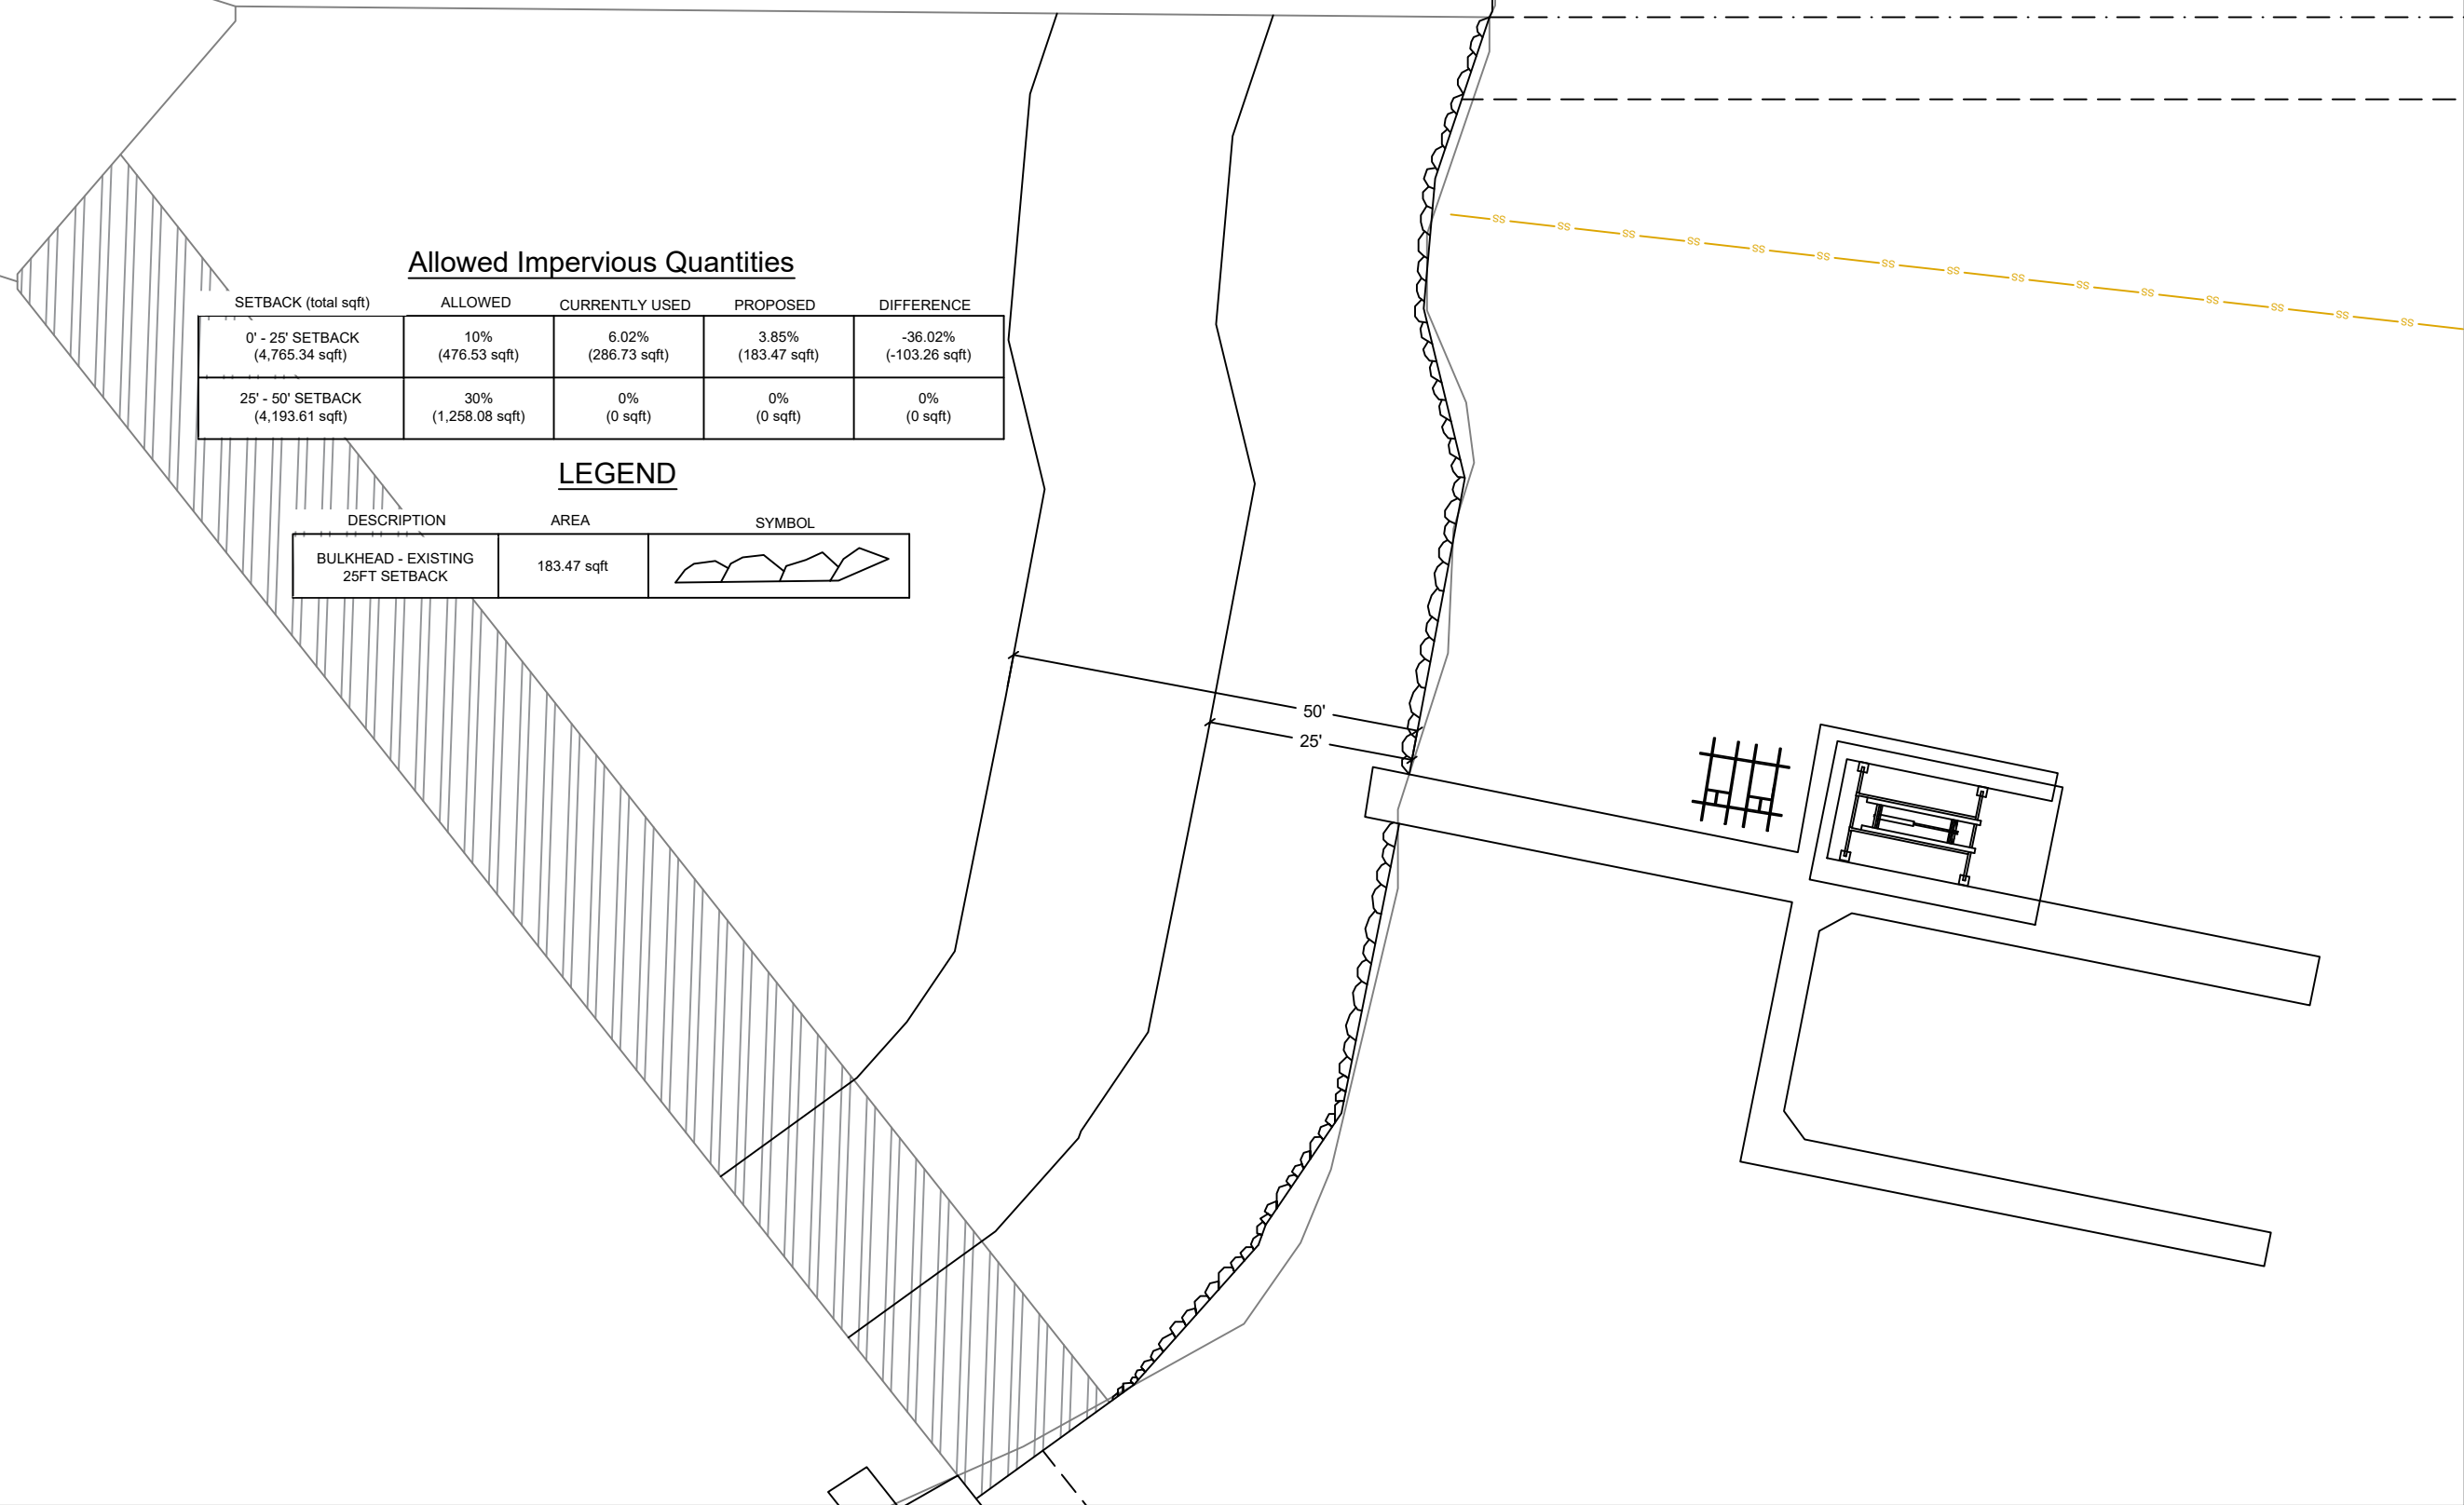 Allowed Impervious Quantities
SETBACK (total sqft) ALLOWED CURRENTLY USED PROPOSED DIFFERENCE
0' - 25' SETBACK 10% 6.02% 3.85% -36.02%
(4,765.34 sqft) (476.53 sqft) (286.73 sqft) (183.47 sqft) (-103.26 sqft)
25' - 50' SETBACK 30% 0% 0% 0%
(4,193.61 sqft) (1,258.08 sqft) (0 sqft) (0 sqft) (0 sqft)
LEGEND
DESCRIPTION AREA SYMBOL
BULKHEAD - EXISTING 183.47 sqft
25FT SETBACK
50'
25'
SS SS SS SS SS SS SS SS SS SS SS SS SS SS SS